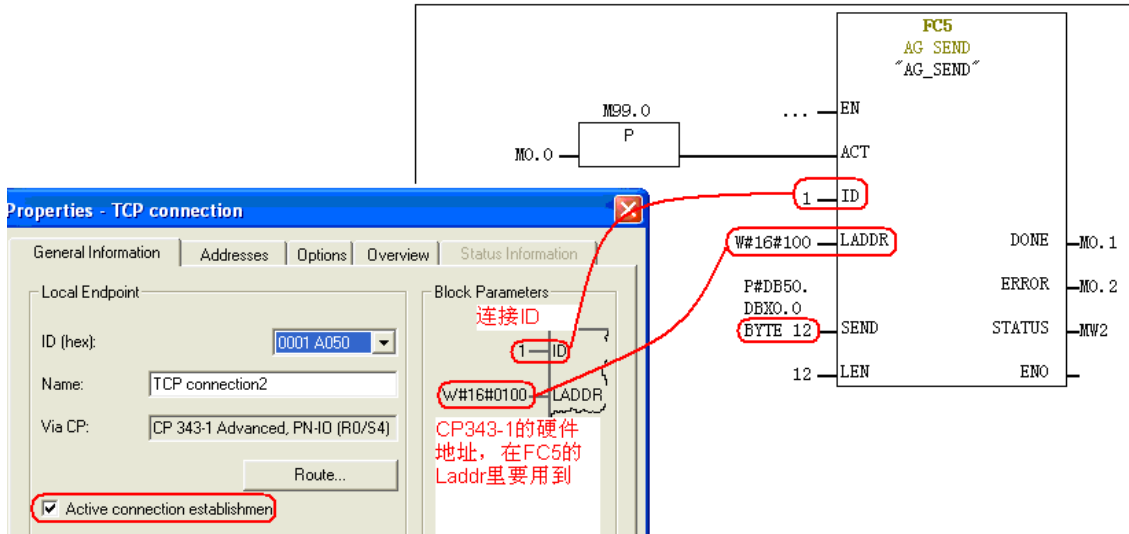 FC5
AG SEND
"AG_SEND"
M99.0
... EN
P
M0.0
ACT
1 ID
W#16#100 LADDR
DONE M0.1
P#DB50.
DBX0.0
BYTE 12 SEND
ERROR M0.2
STATUS MW2
12 LEN
ENO
Properties - TCP connection
General Information Addresses Options Overview Status Information
Local Endpoint
ID (hex): 0001 A050
Name: TCP connection2
Via CP: CP 343-1 Advanced, PN-IO (R0/S4)
Route...
Active connection establishmen
Block Parameters
连接ID
1 ID
W#16#0100 LADDR
CP343-1的硬件
地址，在FC5的
Laddr里要用到